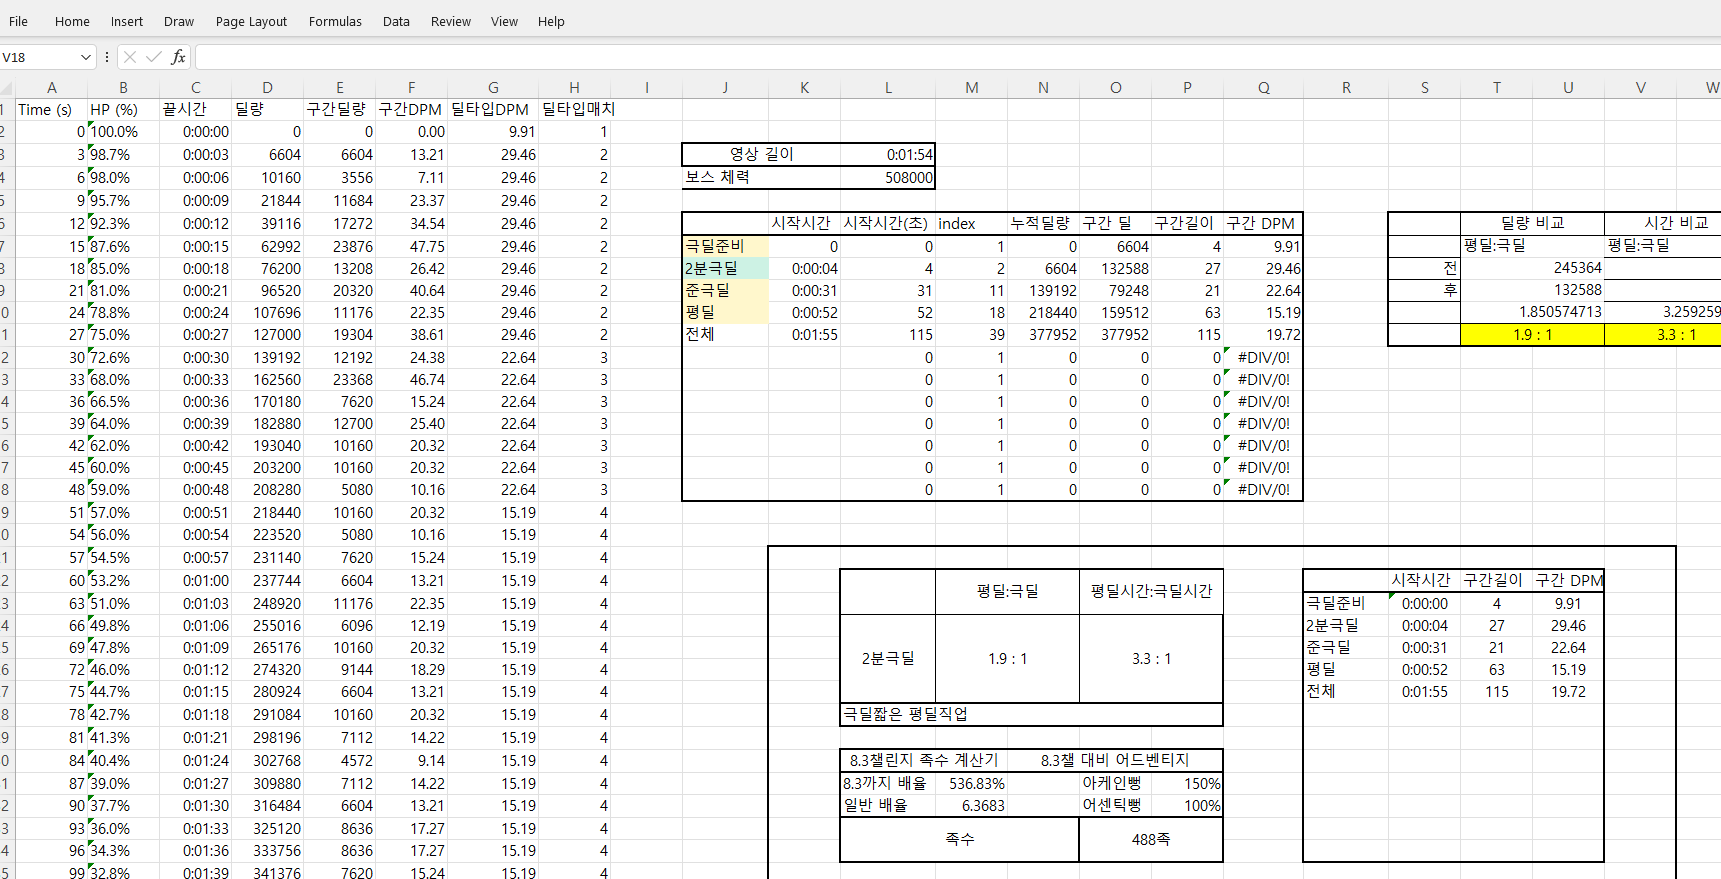 File Home Insert Draw Page Layout Formulas Data Review View Help
V18 fx
A B C D E F G H I J K L M N O P Q R S T U V W
1 Time (s) HP (%) 끝시간 딜량 구간딜량 구간DPM 딜타입DPM 딜타입매치
2 0 100.0% 0:00:00 0 0 0.00 9.91 1
3 3 98.7% 0:00:03 6604 6604 13.21 29.46 2 영상 길이 0:01:54
4 6 98.0% 0:00:06 10160 3556 7.11 29.46 2 보스 체력 508000
5 9 95.7% 0:00:09 21844 11684 23.37 29.46 2
6 12 92.3% 0:00:12 39116 17272 34.54 29.46 2 시작시간 시작시간(초) index 누적딜량 구간 딜 구간길이 구간 DPM 딜량 비교 시간 비교
7 15 87.6% 0:00:15 62992 23876 47.75 29.46 2 극딜준비 0 0 1 0 6604 4 9.91 평딜:극딜 평딜:극딜
8 18 85.0% 0:00:18 76200 13208 26.42 29.46 2 2분극딜 0:00:04 4 2 6604 132588 27 29.46 전 245364
9 21 81.0% 0:00:21 96520 20320 40.64 29.46 2 준극딜 0:00:31 31 11 139192 79248 21 22.64 후 132588
0 24 78.8% 0:00:24 107696 11176 22.35 29.46 2 평딜 0:00:52 52 18 218440 159512 63 15.19 1.850574713 3.259259
1 27 75.0% 0:00:27 127000 19304 38.61 29.46 2 전체 0:01:55 115 39 377952 377952 115 19.72 1.9 : 1 3.3 : 1
2 30 72.6% 0:00:30 139192 12192 24.38 22.64 3 0 1 0 0 0 #DIV/0!
3 33 68.0% 0:00:33 162560 23368 46.74 22.64 3 0 1 0 0 0 #DIV/0!
4 36 66.5% 0:00:36 170180 7620 15.24 22.64 3 0 1 0 0 0 #DIV/0!
5 39 64.0% 0:00:39 182880 12700 25.40 22.64 3 0 1 0 0 0 #DIV/0!
6 42 62.0% 0:00:42 193040 10160 20.32 22.64 3 0 1 0 0 0 #DIV/0!
7 45 60.0% 0:00:45 203200 10160 20.32 22.64 3 0 1 0 0 0 #DIV/0!
8 48 59.0% 0:00:48 208280 5080 10.16 22.64 3 0 1 0 0 0 #DIV/0!
9 51 57.0% 0:00:51 218440 10160 20.32 15.19 4
0 54 56.0% 0:00:54 223520 5080 10.16 15.19 4
1 57 54.5% 0:00:57 231140 7620 15.24 15.19 4
2 60 53.2% 0:01:00 237744 6604 13.21 15.19 4 평딜:극딜 평딜시간:극딜시간 시작시간 구간길이 구간 DPM
3 63 51.0% 0:01:03 248920 11176 22.35 15.19 4 극딜준비 0:00:00 4 9.91
4 66 49.8% 0:01:06 255016 6096 12.19 15.19 4 2분극딜 0:00:04 27 29.46
5 69 47.8% 0:01:09 265176 10160 20.32 15.19 4 2분극딜 1.9 : 1 3.3 : 1 준극딜 0:00:31 21 22.64
6 72 46.0% 0:01:12 274320 9144 18.29 15.19 4 평딜 0:00:52 63 15.19
7 75 44.7% 0:01:15 280924 6604 13.21 15.19 4 전체 0:01:55 115 19.72
8 78 42.7% 0:01:18 291084 10160 20.32 15.19 4 극딜짧은 평딜직업
9 81 41.3% 0:01:21 298196 7112 14.22 15.19 4
0 84 40.4% 0:01:24 302768 4572 9.14 15.19 4 8.3챌린지 족수 계산기 8.3챌 대비 어드벤티지
1 87 39.0% 0:01:27 309880 7112 14.22 15.19 4 8.3까지 배율 536.83% 아케인뻥 150%
2 90 37.7% 0:01:30 316484 6604 13.21 15.19 4 일반 배율 6.3683 어센틱뻥 100%
3 93 36.0% 0:01:33 325120 8636 17.27 15.19 4
4 96 34.3% 0:01:36 333756 8636 17.27 15.19 4 족수 488족
5 99 32.8% 0:01:39 341376 7620 15.24 15.19 4